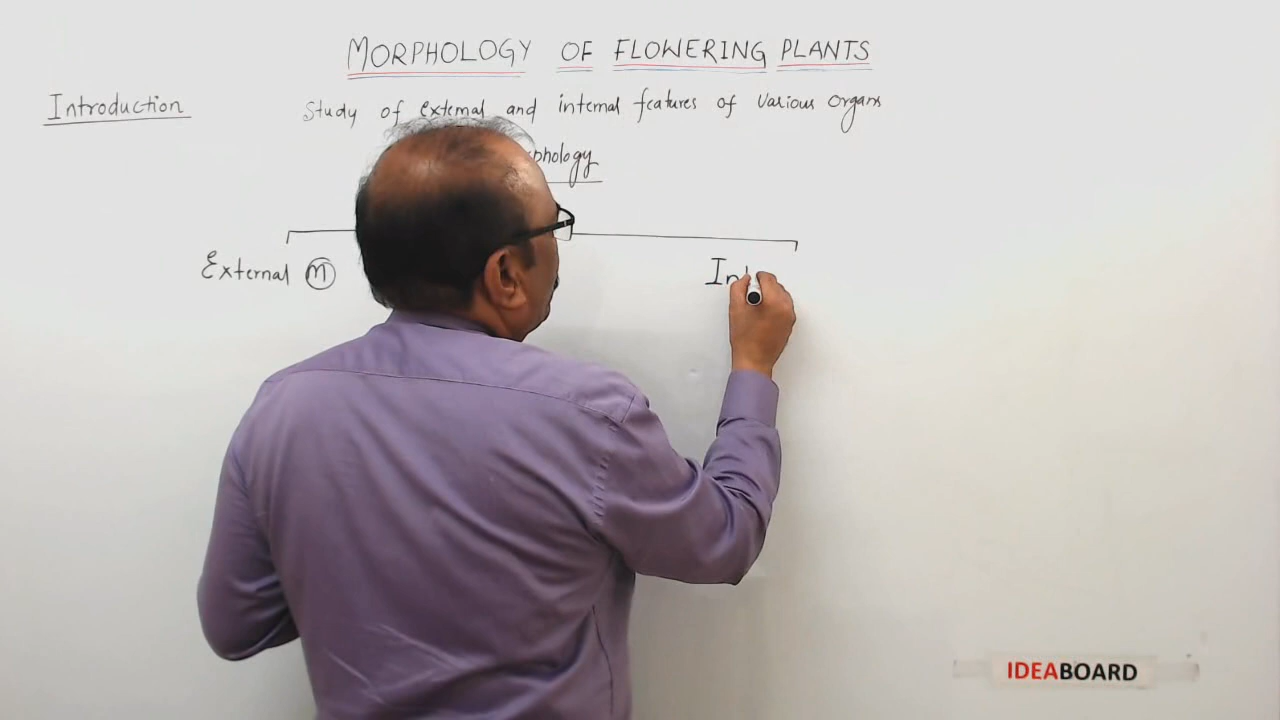 MORPHOLOGY OF FLOWERING PLANTS
Introduction
Study of external and internal features of various organs
External M
IDEABOARD